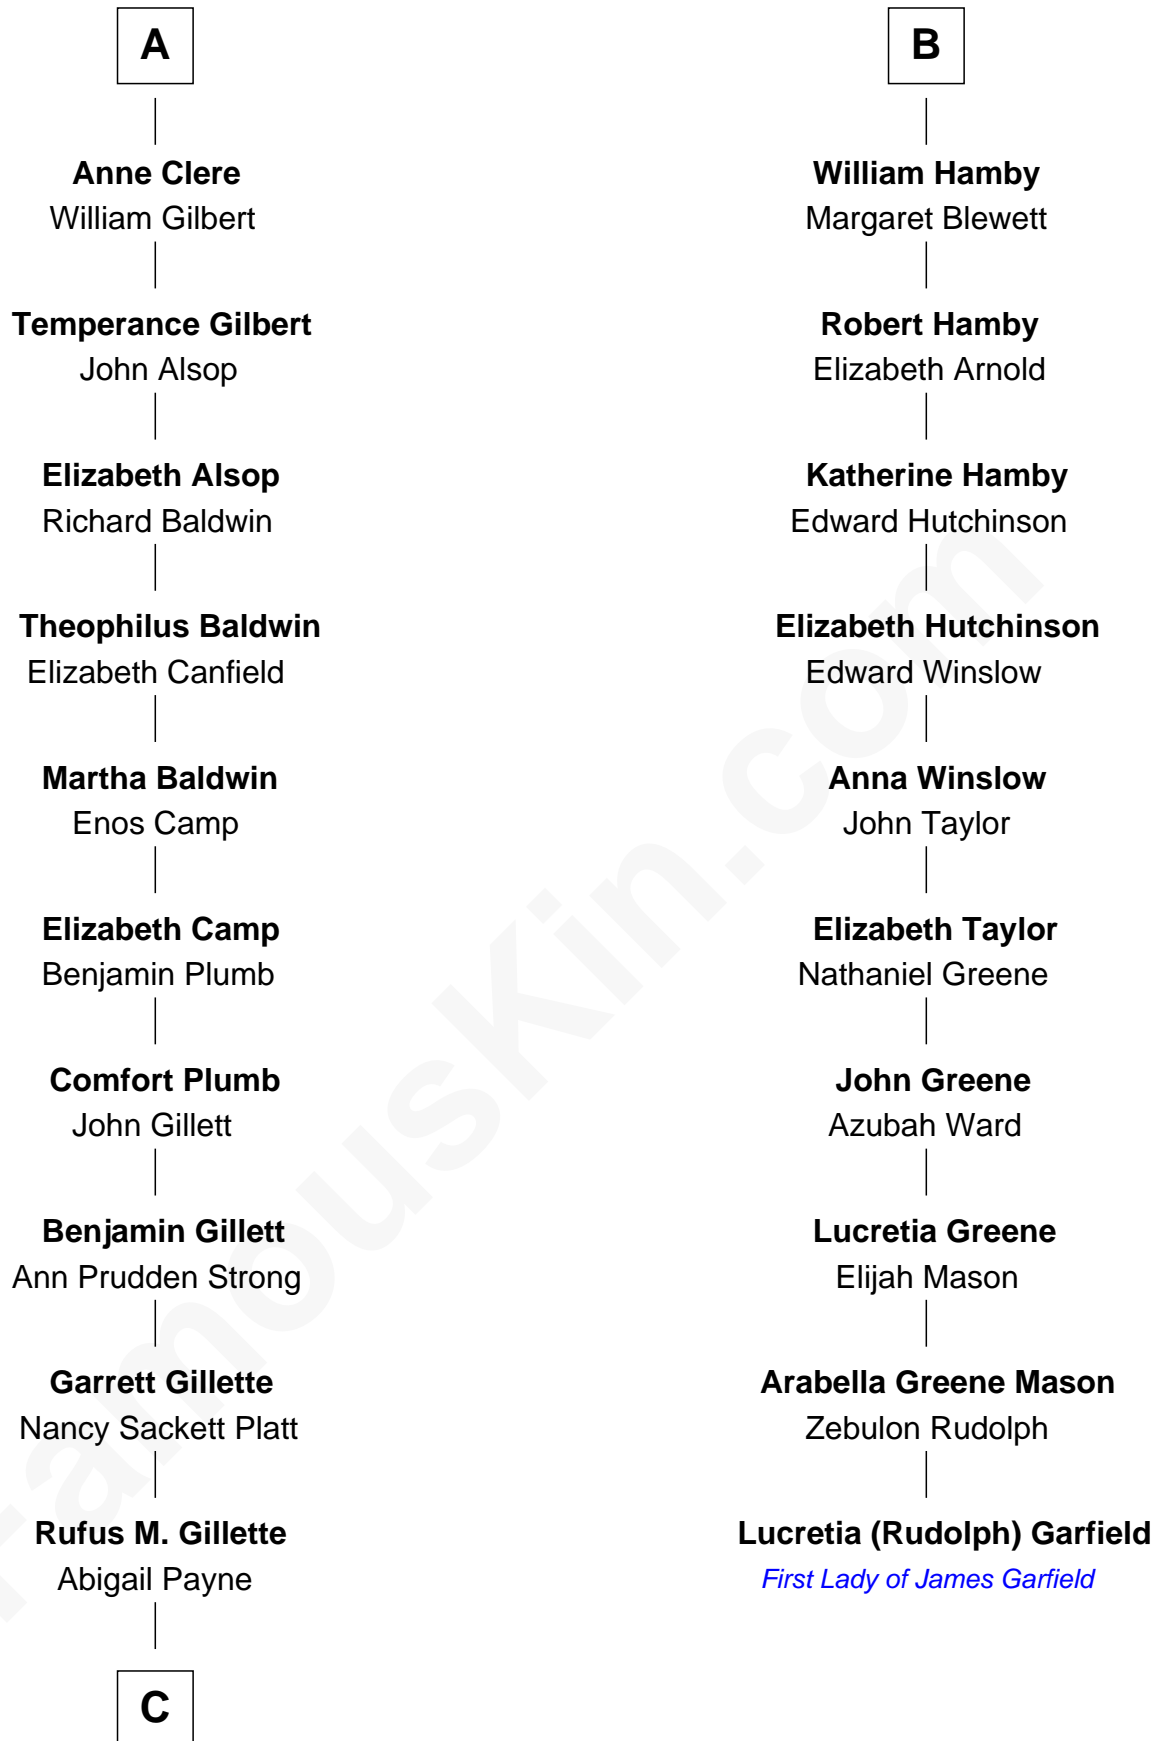 A
Anne Clere
William Gilbert
Temperance Gilbert
John Alsop
Elizabeth Alsop
Richard Baldwin
Theophilus Baldwin
Elizabeth Canfield
Martha Baldwin
Enos Camp
Elizabeth Camp
Benjamin Plumb
Comfort Plumb
John Gillett
Benjamin Gillett
Ann Prudden Strong
Garrett Gillette
Nancy Sackett Platt
Rufus M. Gillette
Abigail Payne
C
B
William Hamby
Margaret Blewett
Robert Hamby
Elizabeth Arnold
Katherine Hamby
Edward Hutchinson
Elizabeth Hutchinson
Edward Winslow
Anna Winslow
John Taylor
Elizabeth Taylor
Nathaniel Greene
John Greene
Azubah Ward
Lucretia Greene
Elijah Mason
Arabella Greene Mason
Zebulon Rudolph
Lucretia (Rudolph) Garfield
First Lady of James Garfield
FamousKin.com